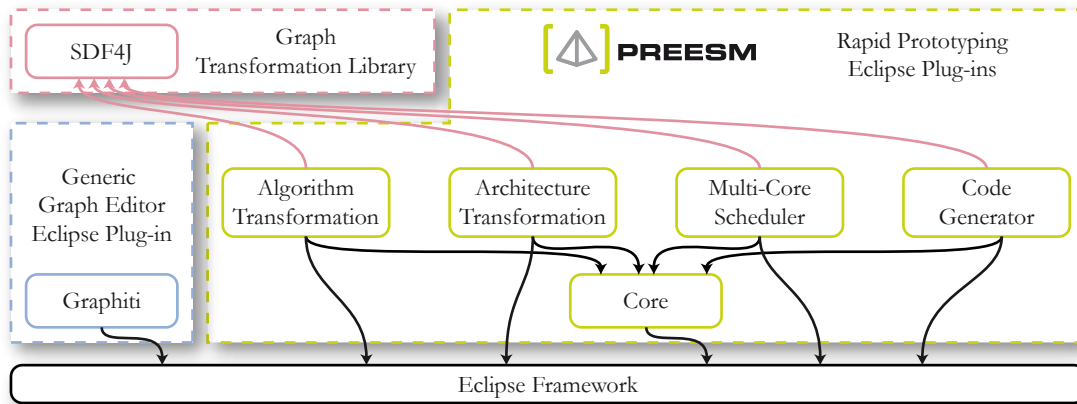 SDF4J
Graph
Transformation Library
PREESM
Rapid Prototyping
Eclipse Plug-ins
Generic
Graph Editor
Eclipse Plug-in
Algorithm
Transformation
Architecture
Transformation
Multi-Core
Scheduler
Code
Generator
Graphiti
Core
Eclipse Framework